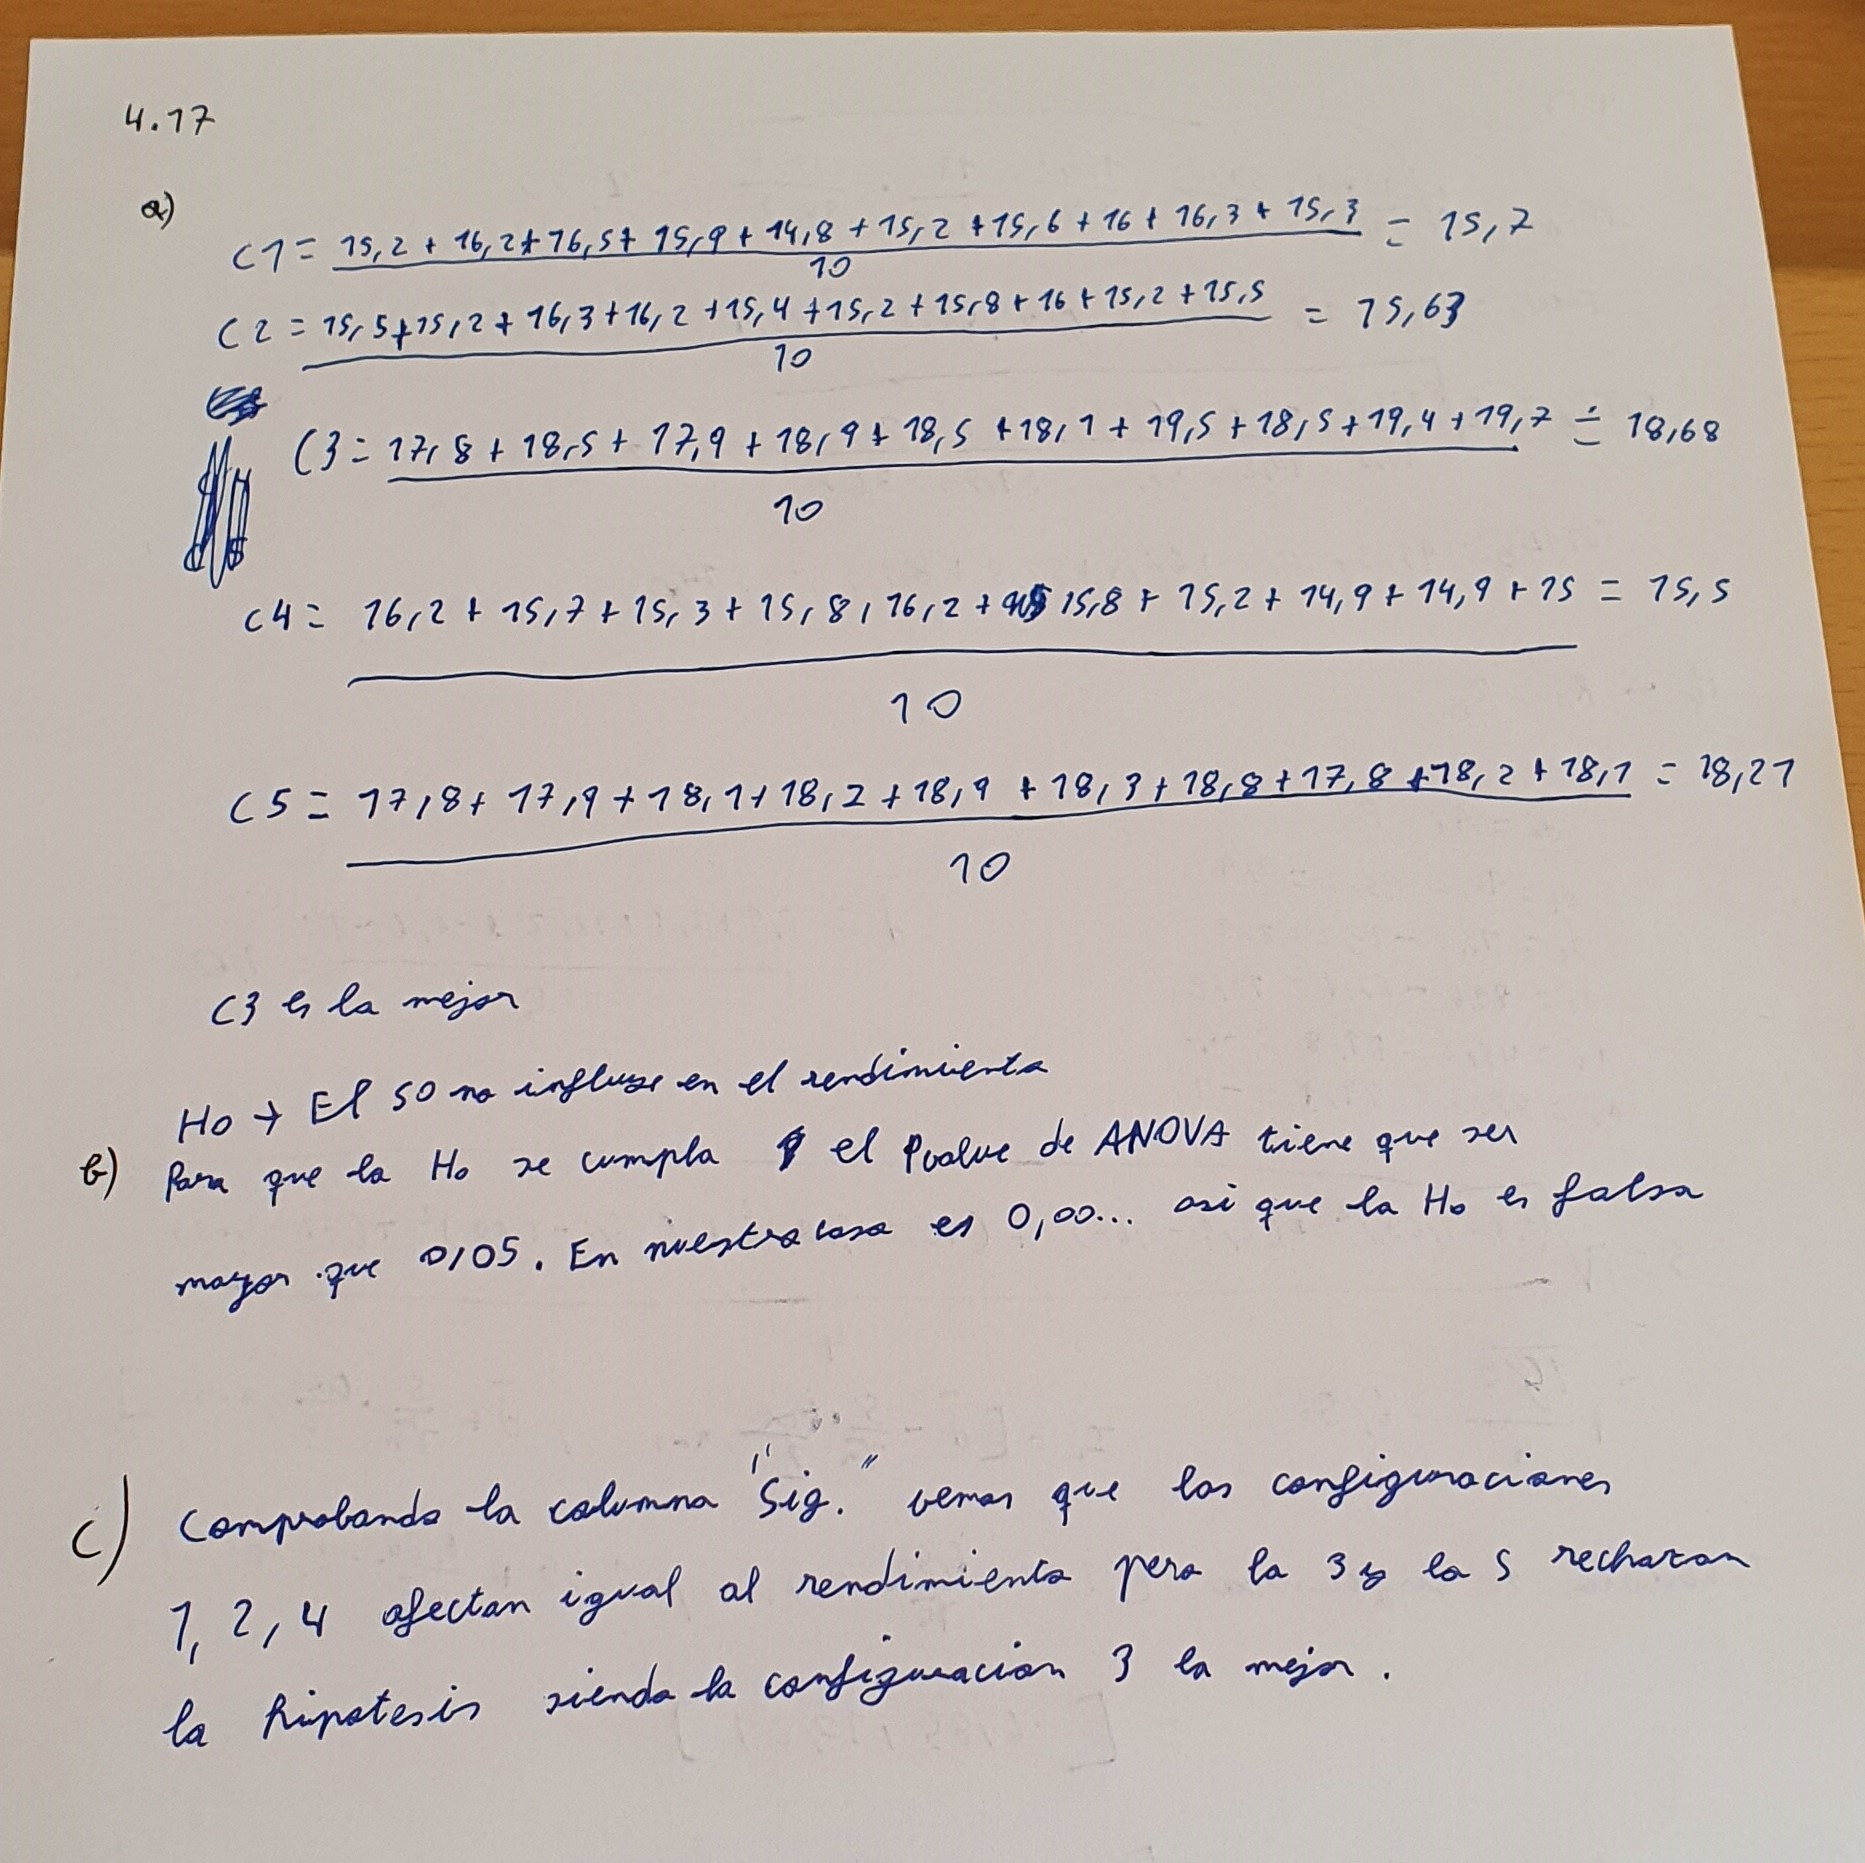 4.17
a)
C1 = 15,2 + 16,2 + 16,5 + 15,9 + 14,8 + 15,2 + 15,6 + 16 + 16,3 + 15,3 = 15,7
10
C2 = 15,5 + 15,2 + 16,3 + 16,2 + 15,4 + 15,2 + 15,8 + 16 + 15,2 + 15,5 = 15,63
10
C3 = 17,8 + 18,5 + 17,9 + 18,9 + 18,5 + 18,1 + 19,5 + 18,5 + 19,4 + 19,7 = 18,68
10
C4 = 16,2 + 15,7 + 15,3 + 15,8, 16,2 + 15,8 + 15,2 + 14,9 + 14,9 + 15 = 15,5
10
C5 = 17,8 + 17,9 + 18,1 + 18,2 + 18,9 + 18,3 + 18,8 + 17,8 + 18,2 + 18,1 = 18,21
10
C3 es la mejor
Ho → El SO no influye en el rendimiento
b) Para que la Ho se cumpla el Pvalue de ANOVA tiene que ser
mayor que 0,05. En nuestro caso es 0,00... asi que la Ho es falsa
c) Comprobando la columna "Sig." vemos que las configuraciones
1, 2, 4 afectan igual al rendimiento pero la 3 y la 5 rechazan
la hipotesis siendo la configuracion 3 la mejor.